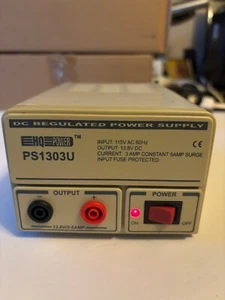 DC REGULATED POWER SUPPLY
HQ POWER ™
PS1303U
INPUT: 115V AC 60Hz
OUTPUT: 13.8V DC
CURRENT: 3 AMP CONSTANT 5AMP SURGE
INPUT FUSE PROTECTED
OUTPUT
POWER
ON
OFF